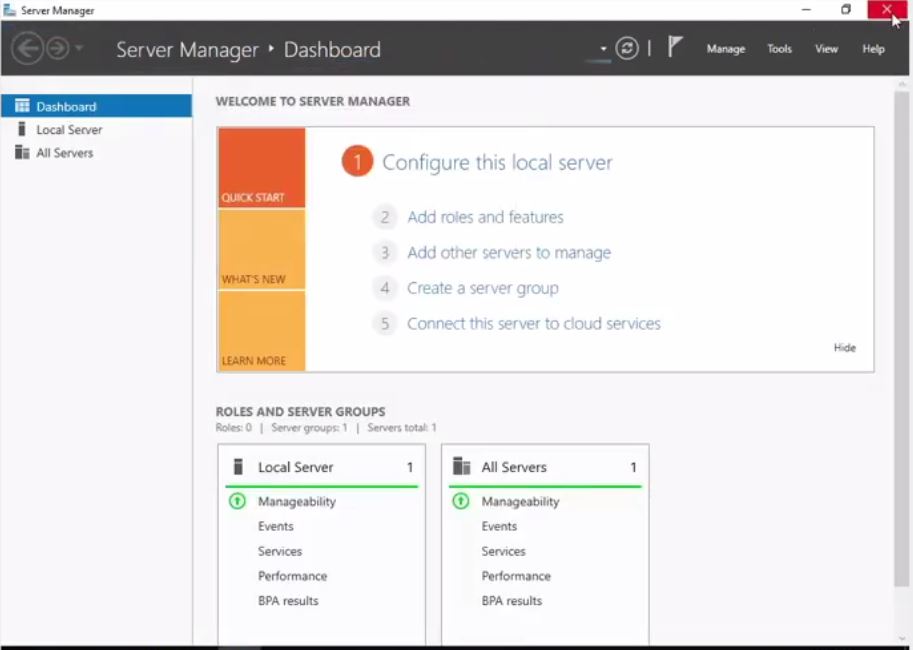 Server Manager
Server Manager ‣ Dashboard
Manage Tools View Help
Dashboard
Local Server
All Servers
WELCOME TO SERVER MANAGER
QUICK START
WHAT'S NEW
LEARN MORE
1 Configure this local server
2 Add roles and features
3 Add other servers to manage
4 Create a server group
5 Connect this server to cloud services
Hide
ROLES AND SERVER GROUPS
Roles: 0 | Server groups: 1 | Servers total: 1
Local Server 1
Manageability
Events
Services
Performance
BPA results
All Servers 1
Manageability
Events
Services
Performance
BPA results